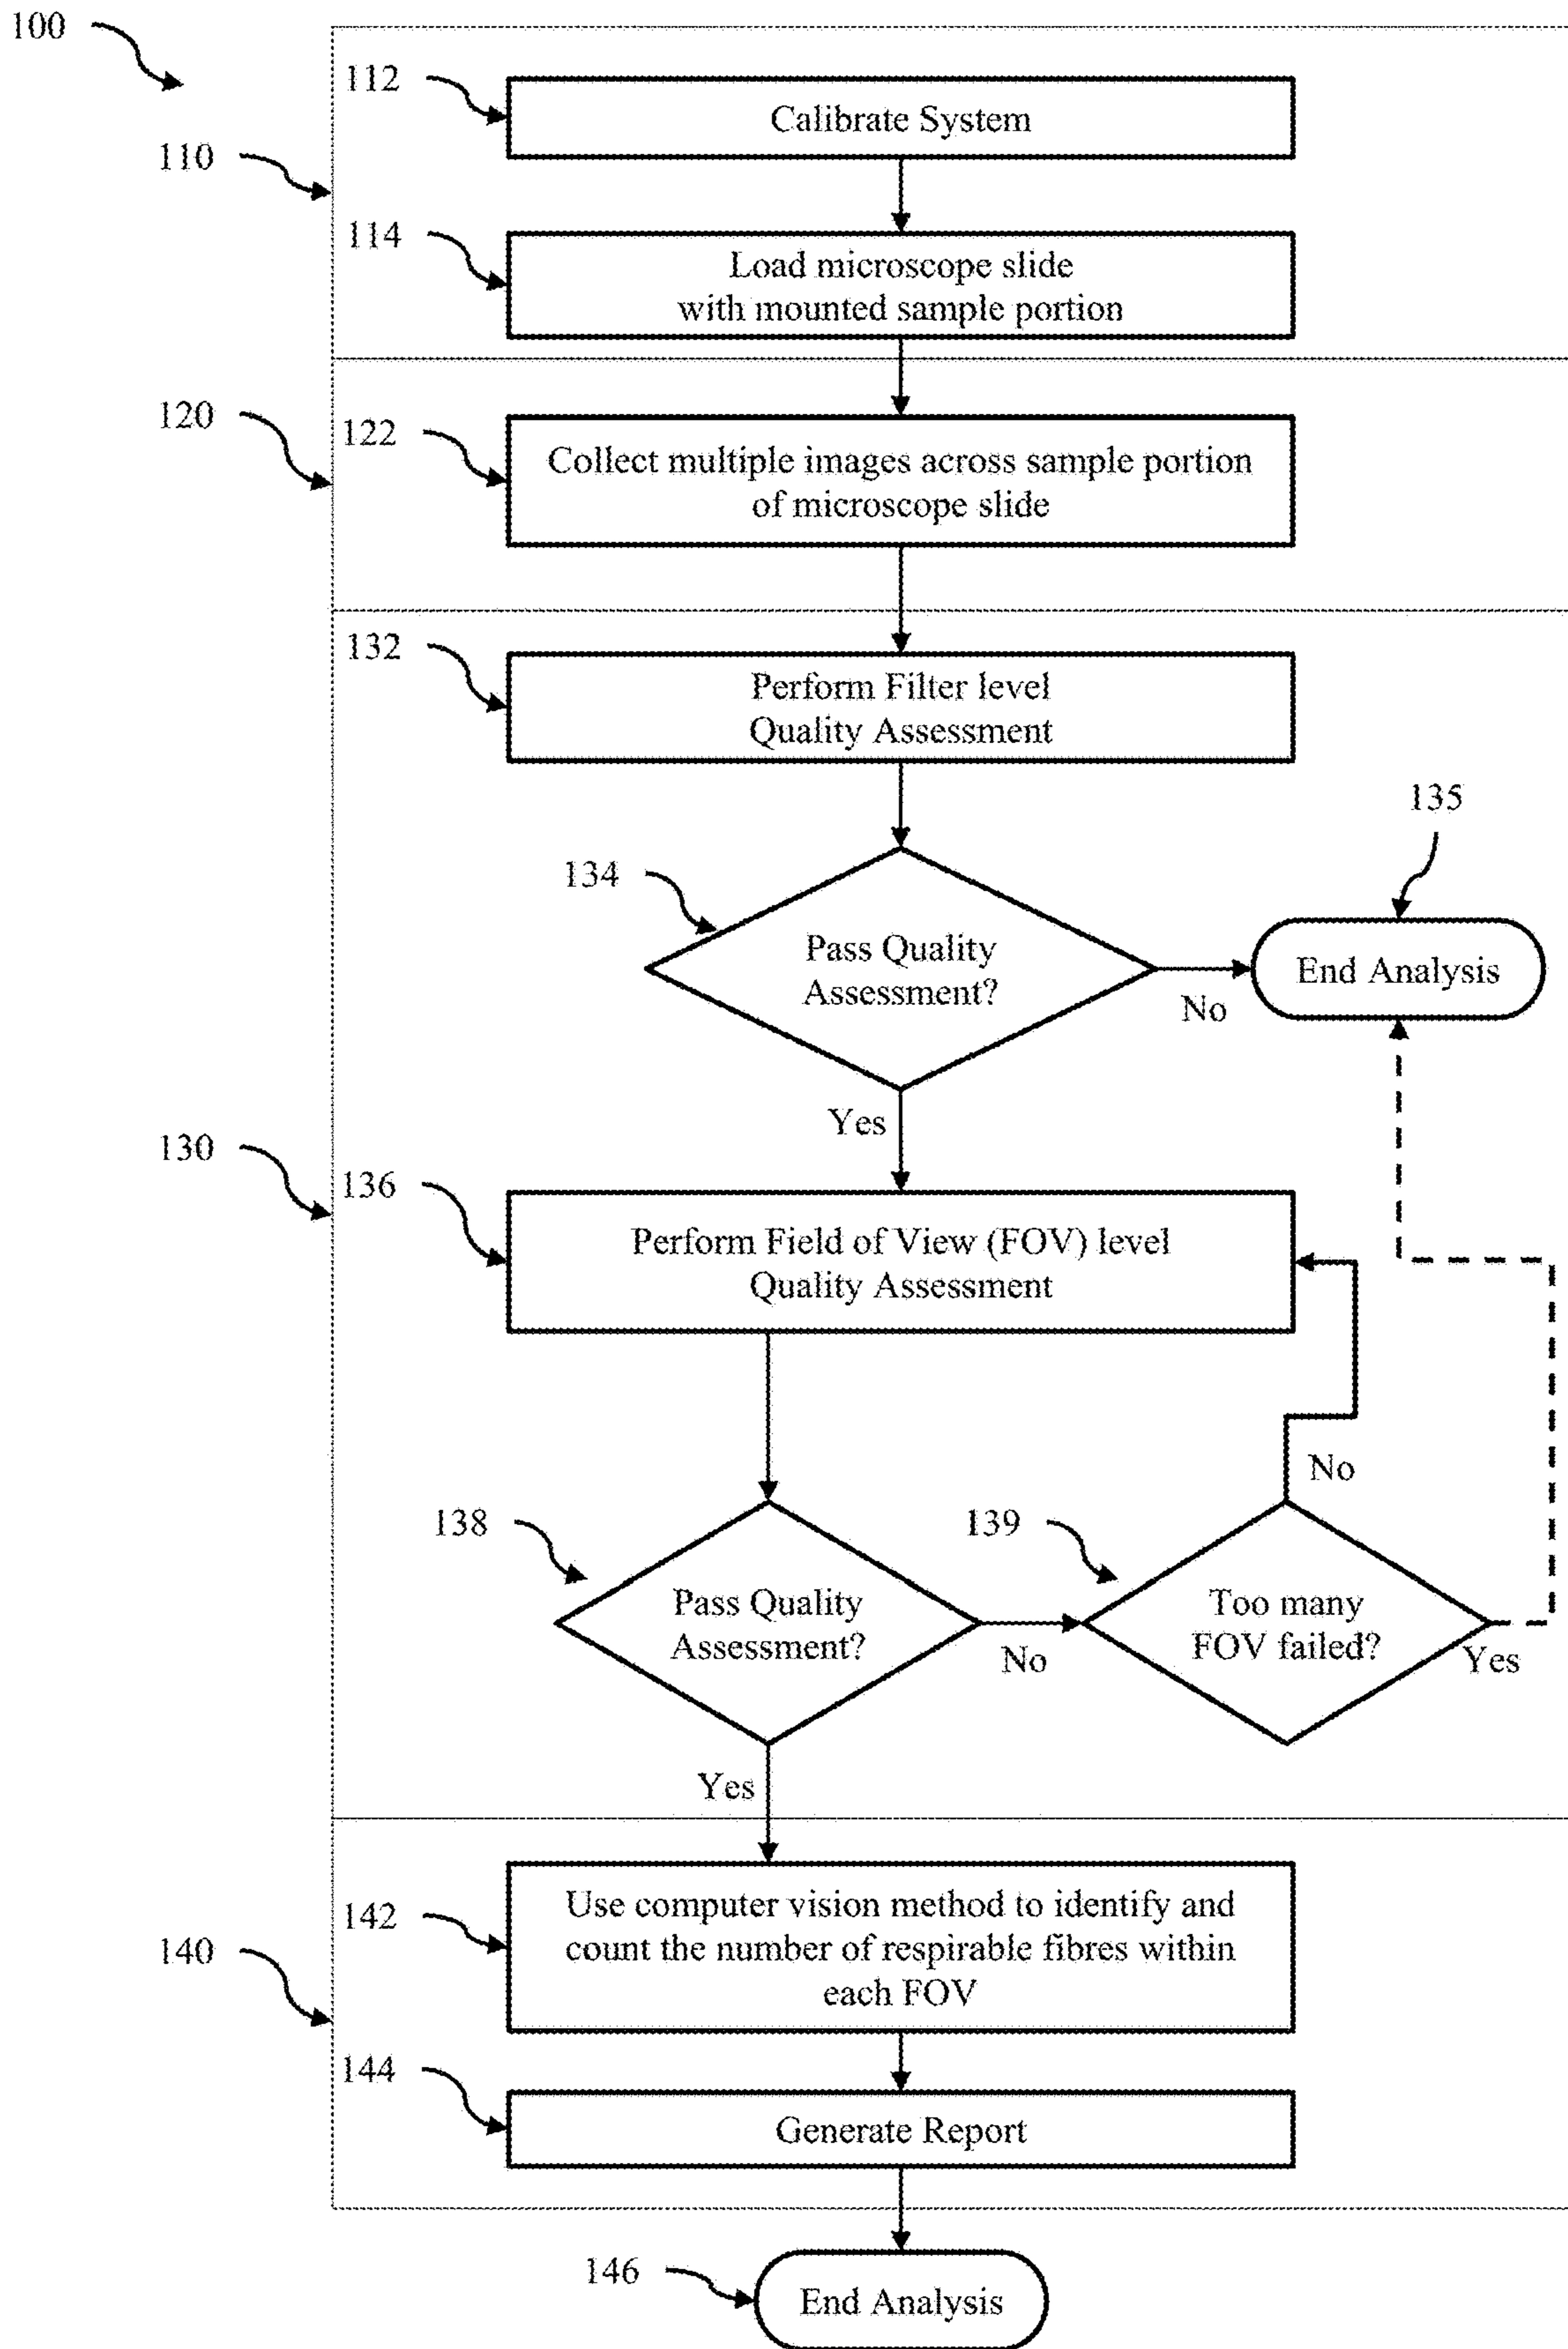 100
112
Calibrate System
110
114
Load microscope slide
with mounted sample portion
120
122
Collect multiple images across sample portion
of microscope slide
132
Perform Filter level
Quality Assessment
135
134
Pass Quality
Assessment?
End Analysis
No
Yes
130
136
Perform Field of View (FOV) level
Quality Assessment
No
138
139
Pass Quality
Assessment?
Too many
FOV failed?
No
Yes
Yes
142
Use computer vision method to identify and
count the number of respirable fibres within
each FOV
140
144
Generate Report
146
End Analysis